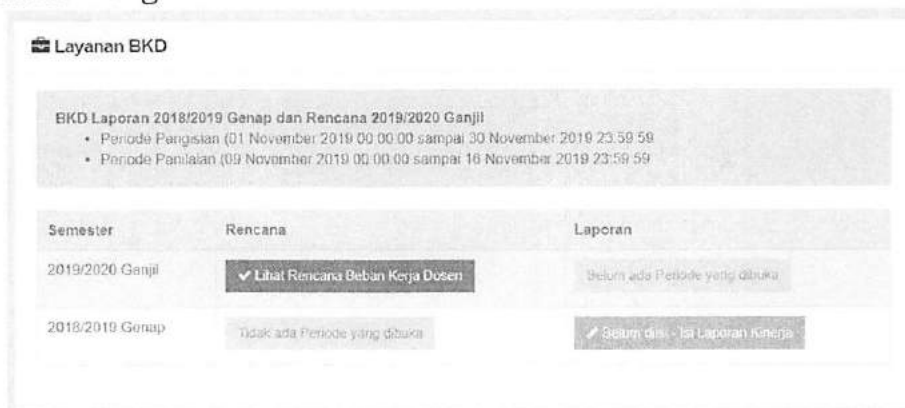 Layanan BKD
BKD Laporan 2018/2019 Genap dan Rencana 2019/2020 Ganjil
• Periode Pengisian (01 November 2019 00:00:00 sampai 30 November 2019 23:59:59
• Periode Penilaian (09 November 2019 00:00:00 sampai 16 November 2019 23:59:59
Semester Rencana Laporan
2019/2020 Ganjil Lihat Rencana Beban Kerja Dosen Belum ada Periode yang dibuka
2018/2019 Genap Tidak ada Periode yang dibuka Belum diisi - Isi Laporan Kinerja